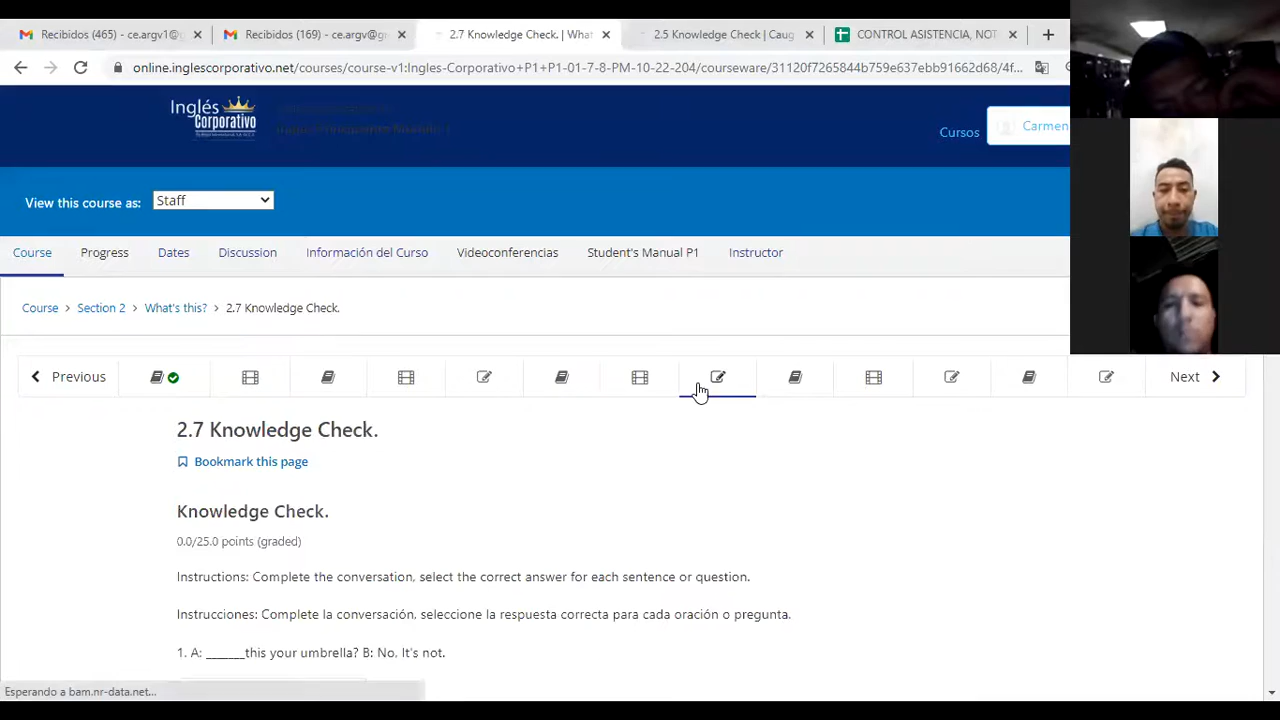 Recibidos (465) - ce.argv1@g
Recibidos (169) - ce.argv@gn
2.7 Knowledge Check. | What'
2.5 Knowledge Check | Caug
CONTROL ASISTENCIA, NOT
online.inglescorporativo.net/courses/course-v1:Ingles-Corporativo+P1+P1-01-7-8-PM-10-22-204/courseware/31120f7265844b759e637ebb91662d68/4f...
Inglés
Corporativo
Cursos
Carmen
View this course as:
Staff
Course
Progress
Dates
Discussion
Información del Curso
Videoconferencias
Student's Manual P1
Instructor
Course > Section 2 > What's this? > 2.7 Knowledge Check.
Previous
Next
2.7 Knowledge Check.
Bookmark this page
Knowledge Check.
0.0/25.0 points (graded)
Instructions: Complete the conversation, select the correct answer for each sentence or question.
Instrucciones: Complete la conversación, seleccione la respuesta correcta para cada oración o pregunta.
1. A: _______this your umbrella? B: No, It's not.
Esperando a bam.nr-data.net...